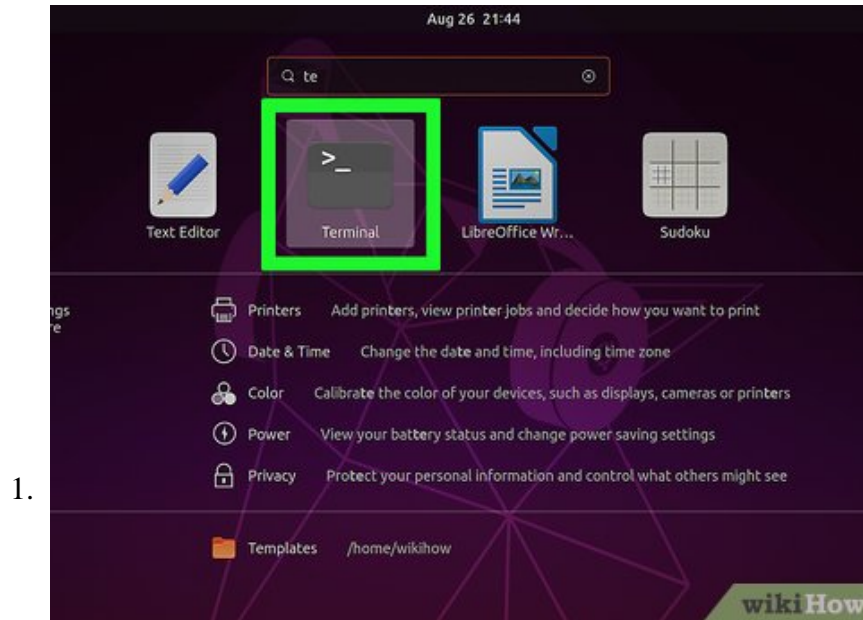 Aug 26 21:44
te
>_
Text Editor
Terminal
LibreOffice Wr...
Sudoku
Printers Add printers, view printer jobs and decide how you want to print
Date & Time Change the date and time, including time zone
Color Calibrate the color of your devices, such as displays, cameras or printers
Power View your battery status and change power saving settings
Privacy Protect your personal information and control what others might see
1.
Templates /home/wikihow
wikiHow